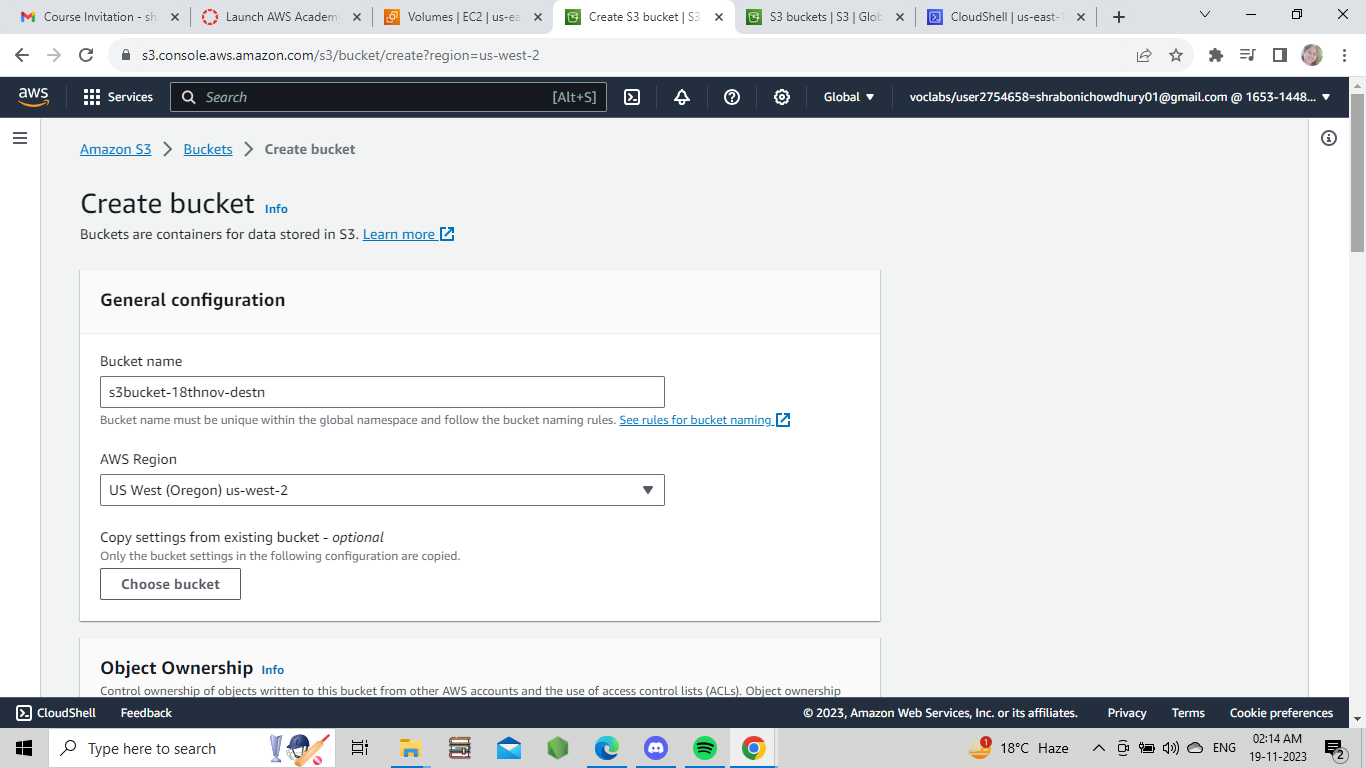 Course Invitation - sh
Launch AWS Academy
Volumes | EC2 | us-ea
Create S3 bucket | S3
S3 buckets | S3 | Glob
CloudShell | us-east-1
s3.console.aws.amazon.com/s3/bucket/create?region=us-west-2
aws
Services
Search
[Alt+S]
Global
voclabs/user2754658=shrabonichowdhury01@gmail.com @ 1653-1448...
Amazon S3 > Buckets > Create bucket
Create bucket Info
Buckets are containers for data stored in S3. Learn more
General configuration
Bucket name
s3bucket-18thnov-destn
Bucket name must be unique within the global namespace and follow the bucket naming rules. See rules for bucket naming
AWS Region
US West (Oregon) us-west-2
Copy settings from existing bucket - optional
Only the bucket settings in the following configuration are copied.
Choose bucket
Object Ownership Info
Control ownership of objects written to this bucket from other AWS accounts and the use of access control lists (ACLs). Object ownership
CloudShell
Feedback
© 2023, Amazon Web Services, Inc. or its affiliates.
Privacy
Terms
Cookie preferences
Type here to search
1
18°C Haze
ENG
02:14 AM
19-11-2023
2